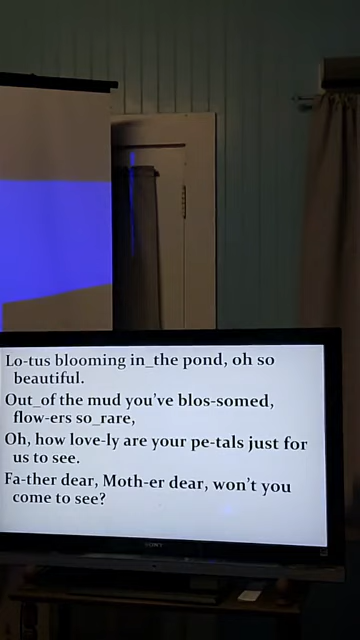 Lo-tus blooming in_the pond, oh so
beautiful.
Out_of the mud you've blos-somed,
flow-ers so_rare,
Oh, how love-ly are your pe-tals just for
us to see.
Fa-ther dear, Moth-er dear, won't you
come to see?
SONY